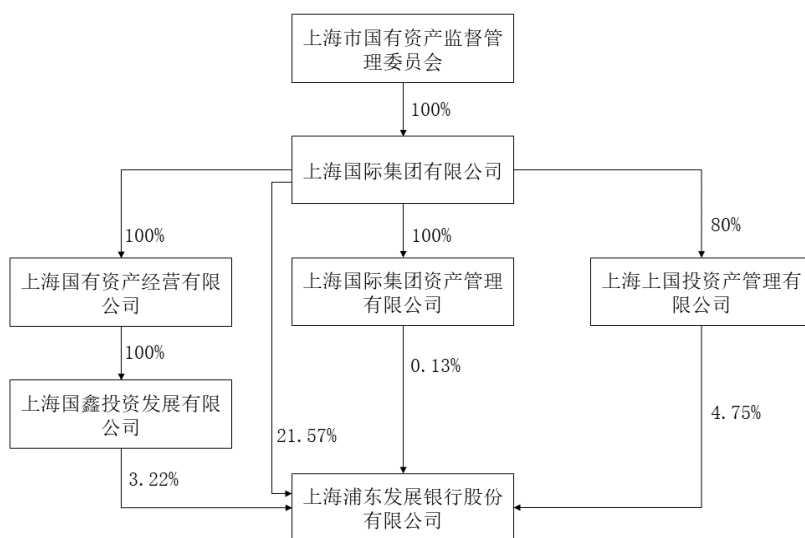 上海市国有资产监督管
理委员会
100%
上海国际集团有限公司
100%
100%
80%
上海国有资产经营有限
公司
上海国际集团资产管理
有限公司
上海上国投资产管理有
限公司
100%
0.13%
上海国鑫投资发展有限
公司
4.75%
21.57%
3.22%
上海浦东发展银行股份
有限公司